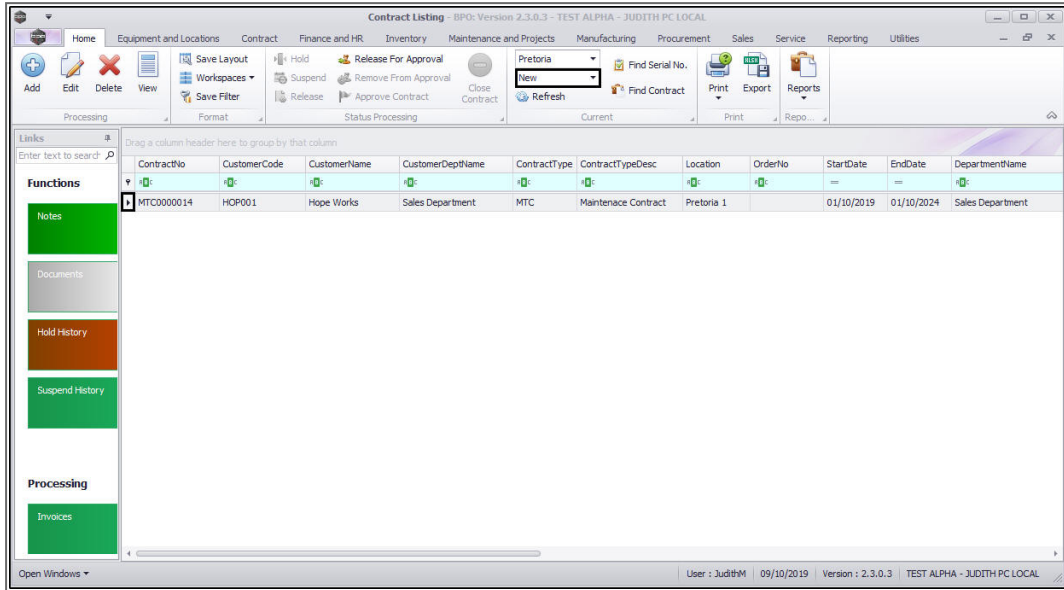 Contract Listing - BPO: Version 2.3.0.3 - TEST ALPHA - JUDITH PC LOCAL
Home Equipment and Locations Contract Finance and HR Inventory Maintenance and Projects Manufacturing Procurement Sales Service Reporting Utilities
Add Edit Delete View
Save Layout
Workspaces
Save Filter
Hold
Suspend
Release
Release For Approval
Remove From Approval
Approve Contract
Close Contract
Pretoria
New
Refresh
Find Serial No.
Find Contract
Print Export Reports
Processing Format Status Processing Current Print Repo...
Links
Enter text to search
Functions
Notes
Documents
Hold History
Suspend History
Processing
Invoices
Drag a column header here to group by that column
ContractNo CustomerCode CustomerName CustomerDeptName ContractType ContractTypeDesc Location OrderNo StartDate EndDate DepartmentName
MTC0000014 HOP001 Hope Works Sales Department MTC Maintenace Contract Pretoria 1 01/10/2019 01/10/2024 Sales Department
Open Windows User : JudithM 09/10/2019 Version : 2.3.0.3 TEST ALPHA - JUDITH PC LOCAL